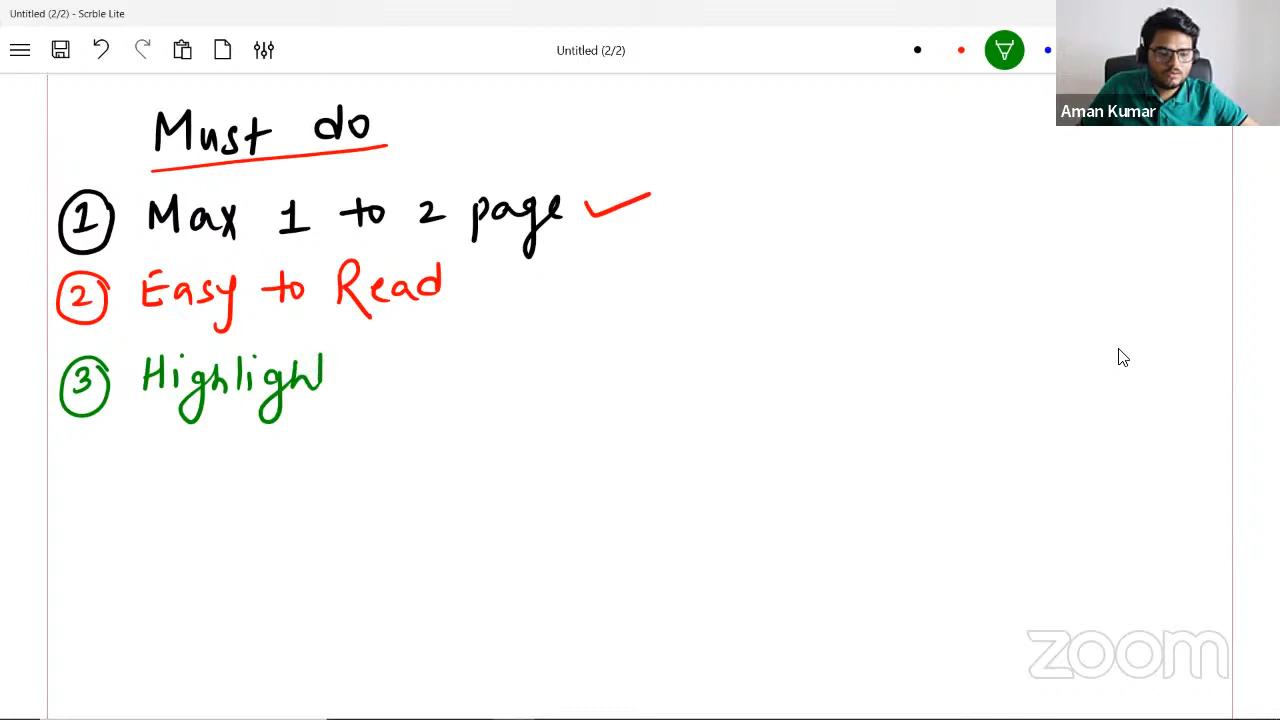 Untitled (2/2) - Scrble Lite
Untitled (2/2)
Aman Kumar
Must do
1 Max 1 to 2 page
2 Easy to Read
3 Highligh
zoom